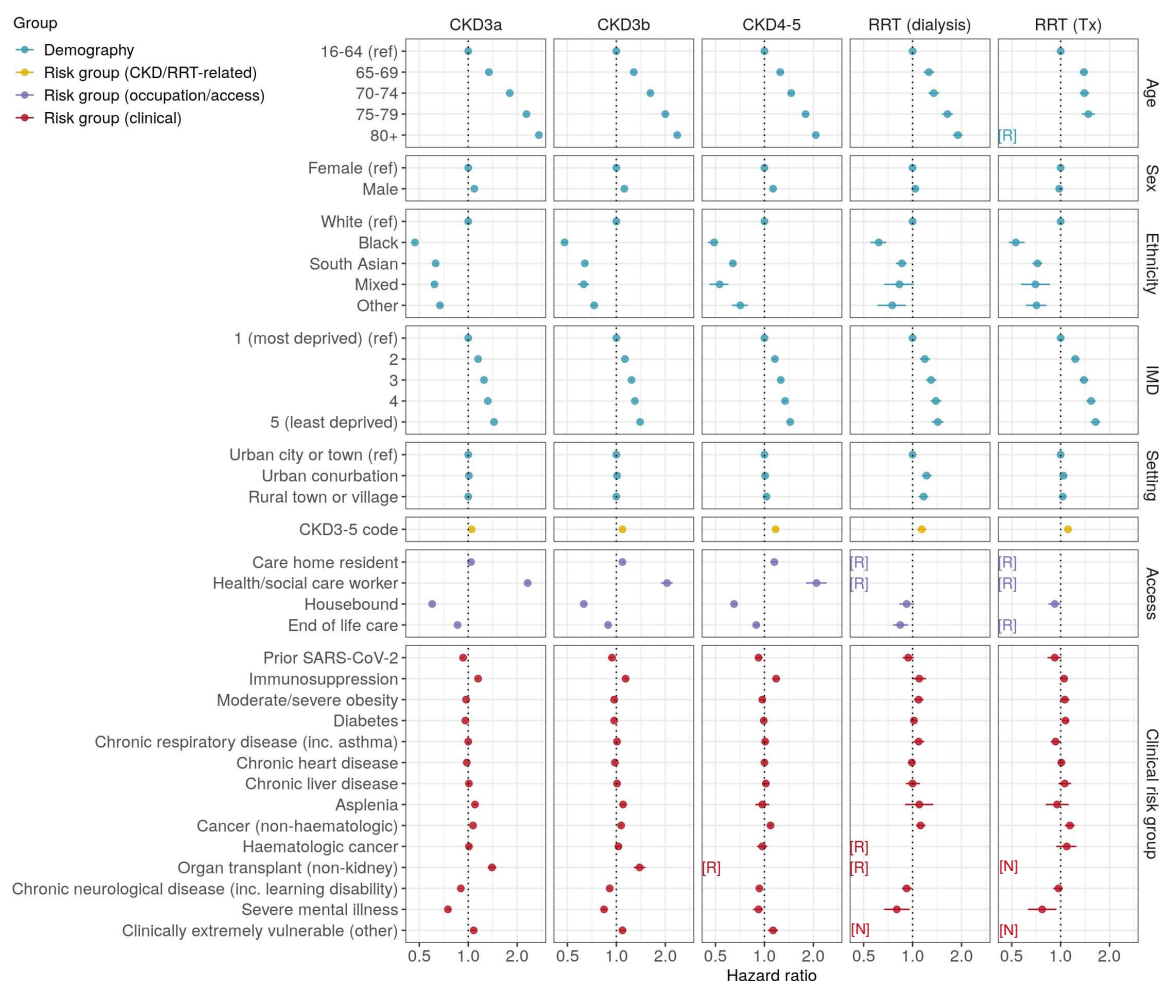 Group
Demography
Risk group (CKD/RRT-related)
Risk group (occupation/access)
Risk group (clinical)
CKD3a CKD3b CKD4-5 RRT (dialysis) RRT (Tx)
16-64 (ref)
65-69
70-74
75-79
80+ [R]
Age
Female (ref)
Male
Sex
White (ref)
Black
South Asian
Mixed
Other
Ethnicity
1 (most deprived) (ref)
2
3
4
5 (least deprived)
IMD
Urban city or town (ref)
Urban conurbation
Rural town or village
Setting
CKD3-5 code
Care home resident [R] [R]
Health/social care worker [R] [R]
Housebound
End of life care [R]
Access
Prior SARS-CoV-2
Immunosuppression
Moderate/severe obesity
Diabetes
Chronic respiratory disease (inc. asthma)
Chronic heart disease
Chronic liver disease
Asplenia
Cancer (non-haematologic)
Haematologic cancer [R]
Organ transplant (non-kidney) [R] [R] [N]
Chronic neurological disease (inc. learning disability)
Severe mental illness
Clinically extremely vulnerable (other) [N] [N]
Clinical risk group
0.5 1.0 2.0 0.5 1.0 2.0 0.5 1.0 2.0 0.5 1.0 2.0 0.5 1.0 2.0
Hazard ratio